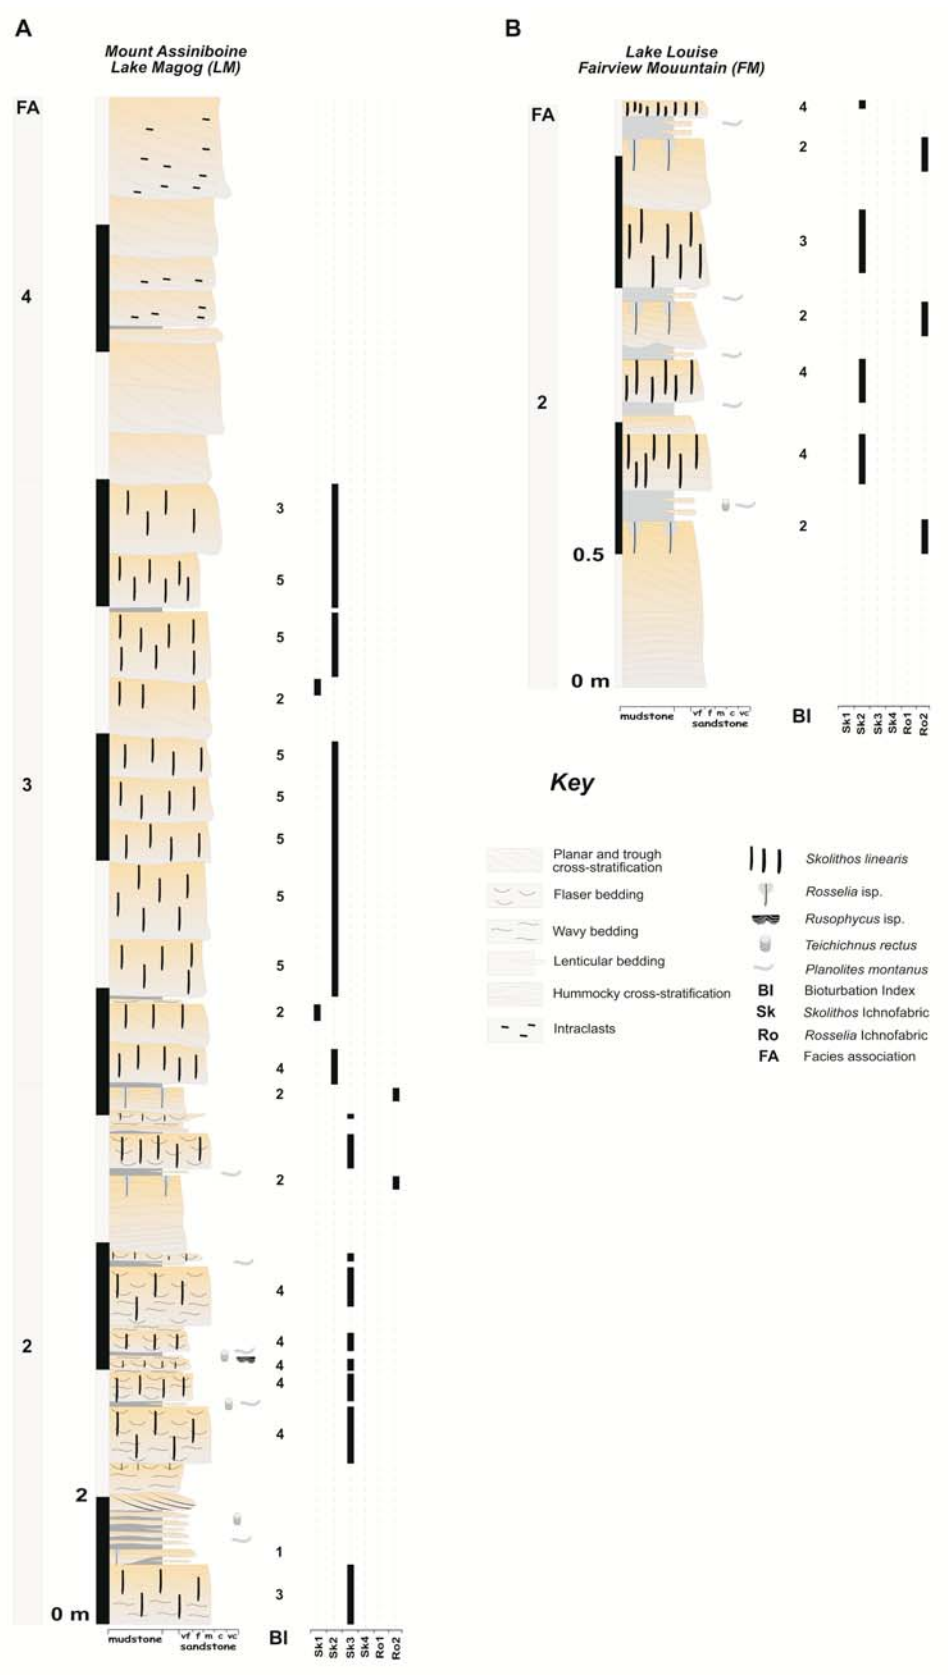 A
Mount Assiniboine
Lake Magog (LM)
FA
4
3
5
5
2
5
5
3
5
5
5
2
4
2
2
4
4
2
4
4
4
2
1
3
0 m
mudstone
vf f m c vc
sandstone
BI
Sk1
Sk2
Sk3
Sk4
Ro1
Ro2
B
Lake Louise
Fairview Mouuntain (FM)
FA
4
2
3
2
4
2
4
2
0.5
0 m
mudstone
vf f m c vc
sandstone
BI
Sk1
Sk2
Sk3
Sk4
Ro1
Ro2
Key
Planar and trough
cross-stratification
Flaser bedding
Wavy bedding
Lenticular bedding
Hummocky cross-stratification
Intraclasts
Skolithos linearis
Rosselia isp.
Rusophycus isp.
Teichichnus rectus
Planolites montanus
BI Bioturbation Index
Sk Skolithos Ichnofabric
Ro Rosselia Ichnofabric
FA Facies association